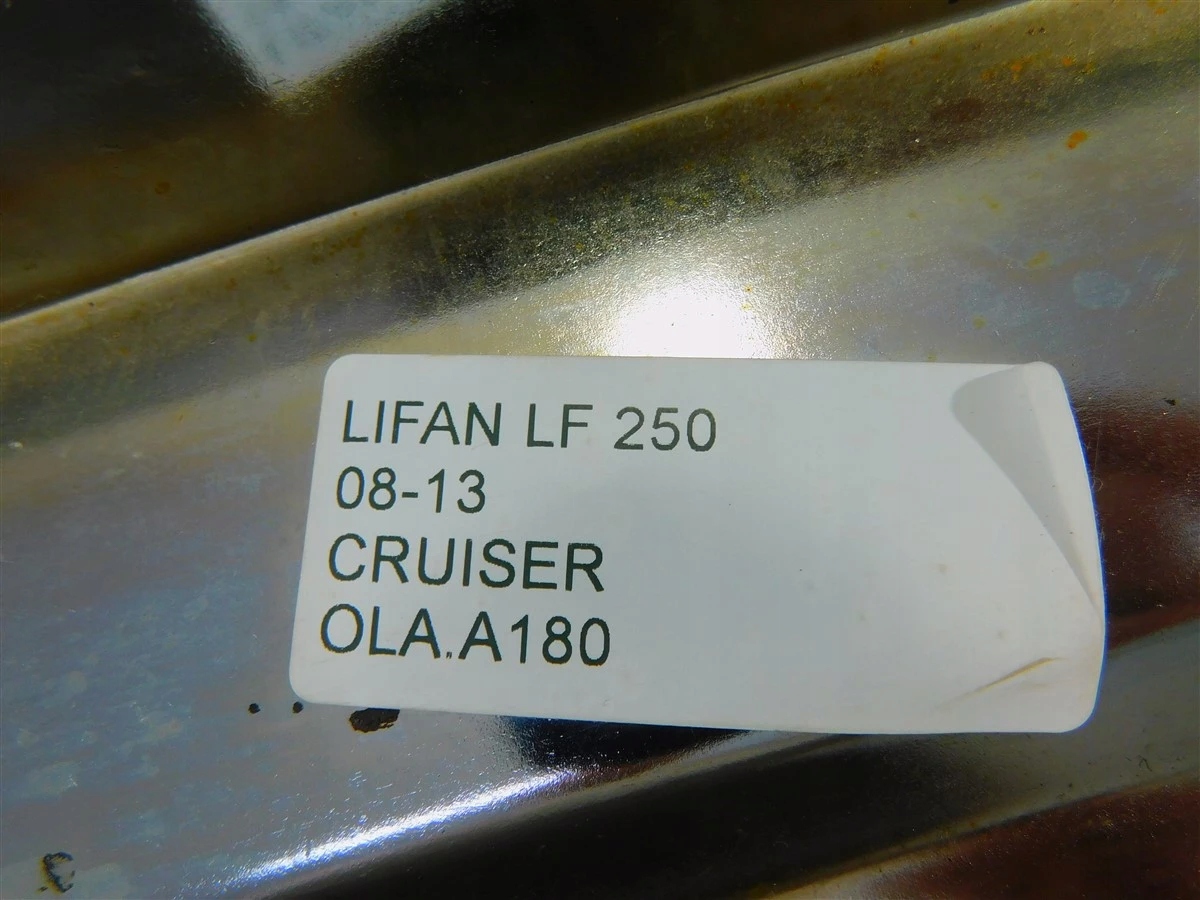 LIFAN LF 250
08-13
CRUISER
OLA.A180